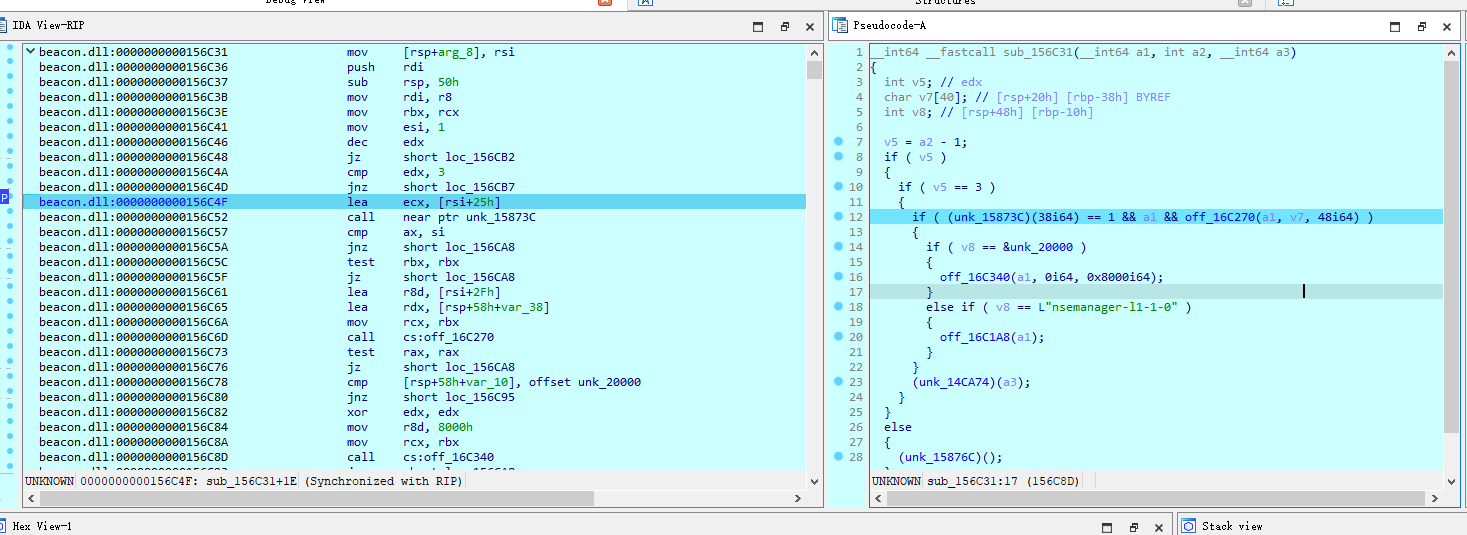 Debug View
Structures
IDA View-RIP
beacon.dll:0000000000156C31 mov [rsp+arg_8], rsi
beacon.dll:0000000000156C36 push rdi
beacon.dll:0000000000156C37 sub rsp, 50h
beacon.dll:0000000000156C3B mov rdi, r8
beacon.dll:0000000000156C3E mov rbx, rcx
beacon.dll:0000000000156C41 mov esi, 1
beacon.dll:0000000000156C46 dec edx
beacon.dll:0000000000156C48 jz short loc_156CB2
beacon.dll:0000000000156C4A cmp edx, 3
beacon.dll:0000000000156C4D jnz short loc_156CB7
beacon.dll:0000000000156C4F lea ecx, [rsi+25h]
beacon.dll:0000000000156C52 call near ptr unk_15873C
beacon.dll:0000000000156C57 cmp ax, si
beacon.dll:0000000000156C5A jnz short loc_156CA8
beacon.dll:0000000000156C5C test rbx, rbx
beacon.dll:0000000000156C5F jz short loc_156CA8
beacon.dll:0000000000156C61 lea r8d, [rsi+2Fh]
beacon.dll:0000000000156C65 lea rdx, [rsp+58h+var_38]
beacon.dll:0000000000156C6A mov rcx, rbx
beacon.dll:0000000000156C6D call cs:off_16C270
beacon.dll:0000000000156C73 test rax, rax
beacon.dll:0000000000156C76 jz short loc_156CA8
beacon.dll:0000000000156C78 cmp [rsp+58h+var_10], offset unk_20000
beacon.dll:0000000000156C80 jnz short loc_156C95
beacon.dll:0000000000156C82 xor edx, edx
beacon.dll:0000000000156C84 mov r8d, 8000h
beacon.dll:0000000000156C8A mov rcx, rbx
beacon.dll:0000000000156C8D call cs:off_16C340
UNKNOWN 0000000000156C4F: sub_156C31+1E (Synchronized with RIP)
Pseudocode-A
1 __int64 __fastcall sub_156C31(__int64 a1, int a2, __int64 a3)
2 {
3 int v5; // edx
4 char v7[40]; // [rsp+20h] [rbp-38h] BYREF
5 int v8; // [rsp+48h] [rbp-10h]
6
7 v5 = a2 - 1;
8 if ( v5 )
9 {
10 if ( v5 == 3 )
11 {
12 if ( (unk_15873C)(38i64) == 1 && a1 && off_16C270(a1, v7, 48i64) )
13 {
14 if ( v8 == &unk_20000 )
15 {
16 off_16C340(a1, 0i64, 0x8000i64);
17 }
18 else if ( v8 == L"nsemanager-l1-1-0" )
19 {
20 off_16C1A8(a1);
21 }
22 }
23 (unk_14CA74)(a3);
24 }
25 }
26 else
27 {
28 (unk_15876C)();
UNKNOWN sub_156C31:17 (156C8D)
Hex View-1
Stack view